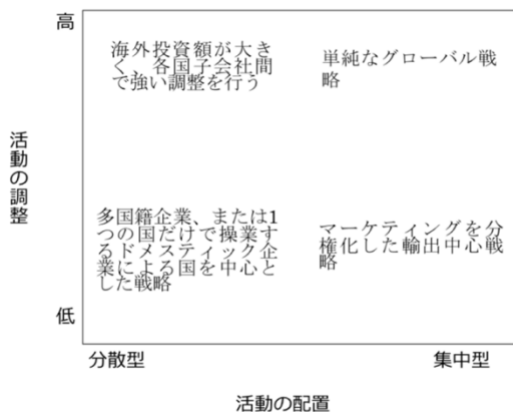 高
海外投資額が大き
く、各国子会社間
で強い調整を行う
単純なグローバル戦
略
活動の調整
多国籍企業、または1
つの国だけで操業す
るドメスティック企
業による国を中心と
した戦略
マーケティングを分
権化した輸出中心戦
略
低
分散型
集中型
活動の配置